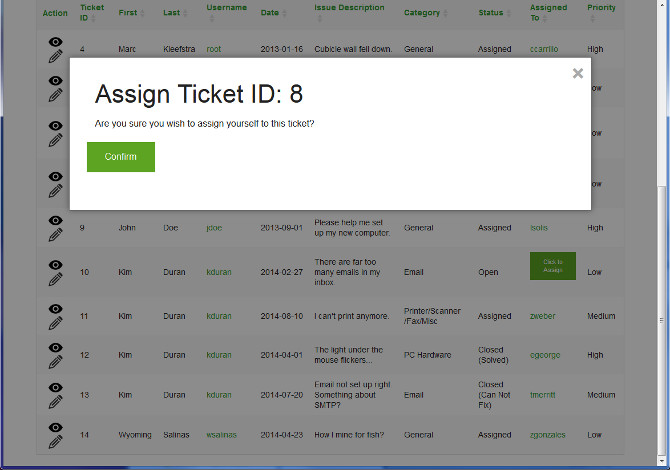 Action Ticket ID First Last Username Date Issue Description Category Status Assigned To Priority
4 Marc Kleefstra root 2013-01-16 Cubicle wall fell down. General Assigned ccarrillo High
Low
Assign Ticket ID: 8
Are you sure you wish to assign yourself to this ticket?
Low
Confirm
Low
9 John Doe jdoe 2013-09-01 Please help me set up my new computer. General Assigned lsolis High
10 Kim Duran kduran 2014-02-27 There are far too many emails in my inbox. Email Open Click to Assign Low
11 Kim Duran kduran 2014-08-10 I can't print anymore. Printer/Scanner /Fax/Misc Assigned zweber Medium
12 Kim Duran kduran 2014-04-01 The light under the mouse flickers... PC Hardware Closed (Solved) egeorge High
13 Kim Duran kduran 2014-07-20 Email not set up right. Something about SMTP? Email Closed (Can Not Fix) tmerritt Medium
14 Wyoming Salinas wsalinas 2014-04-23 How I mine for fish? General Assigned zgonzales Low